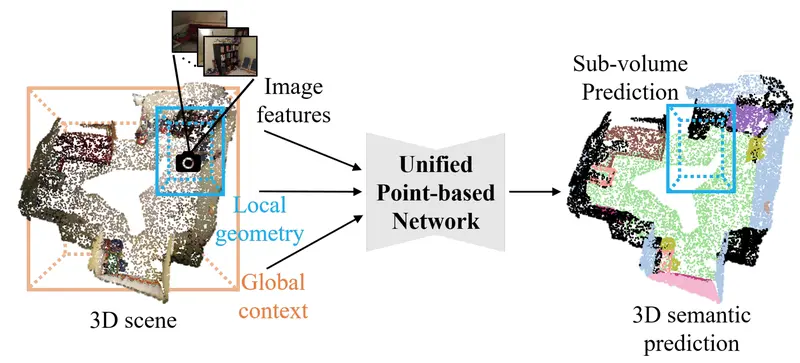 Image
features
Local
geometry
Global
context
3D scene
Unified
Point-based
Network
Sub-volume
Prediction
3D semantic
prediction